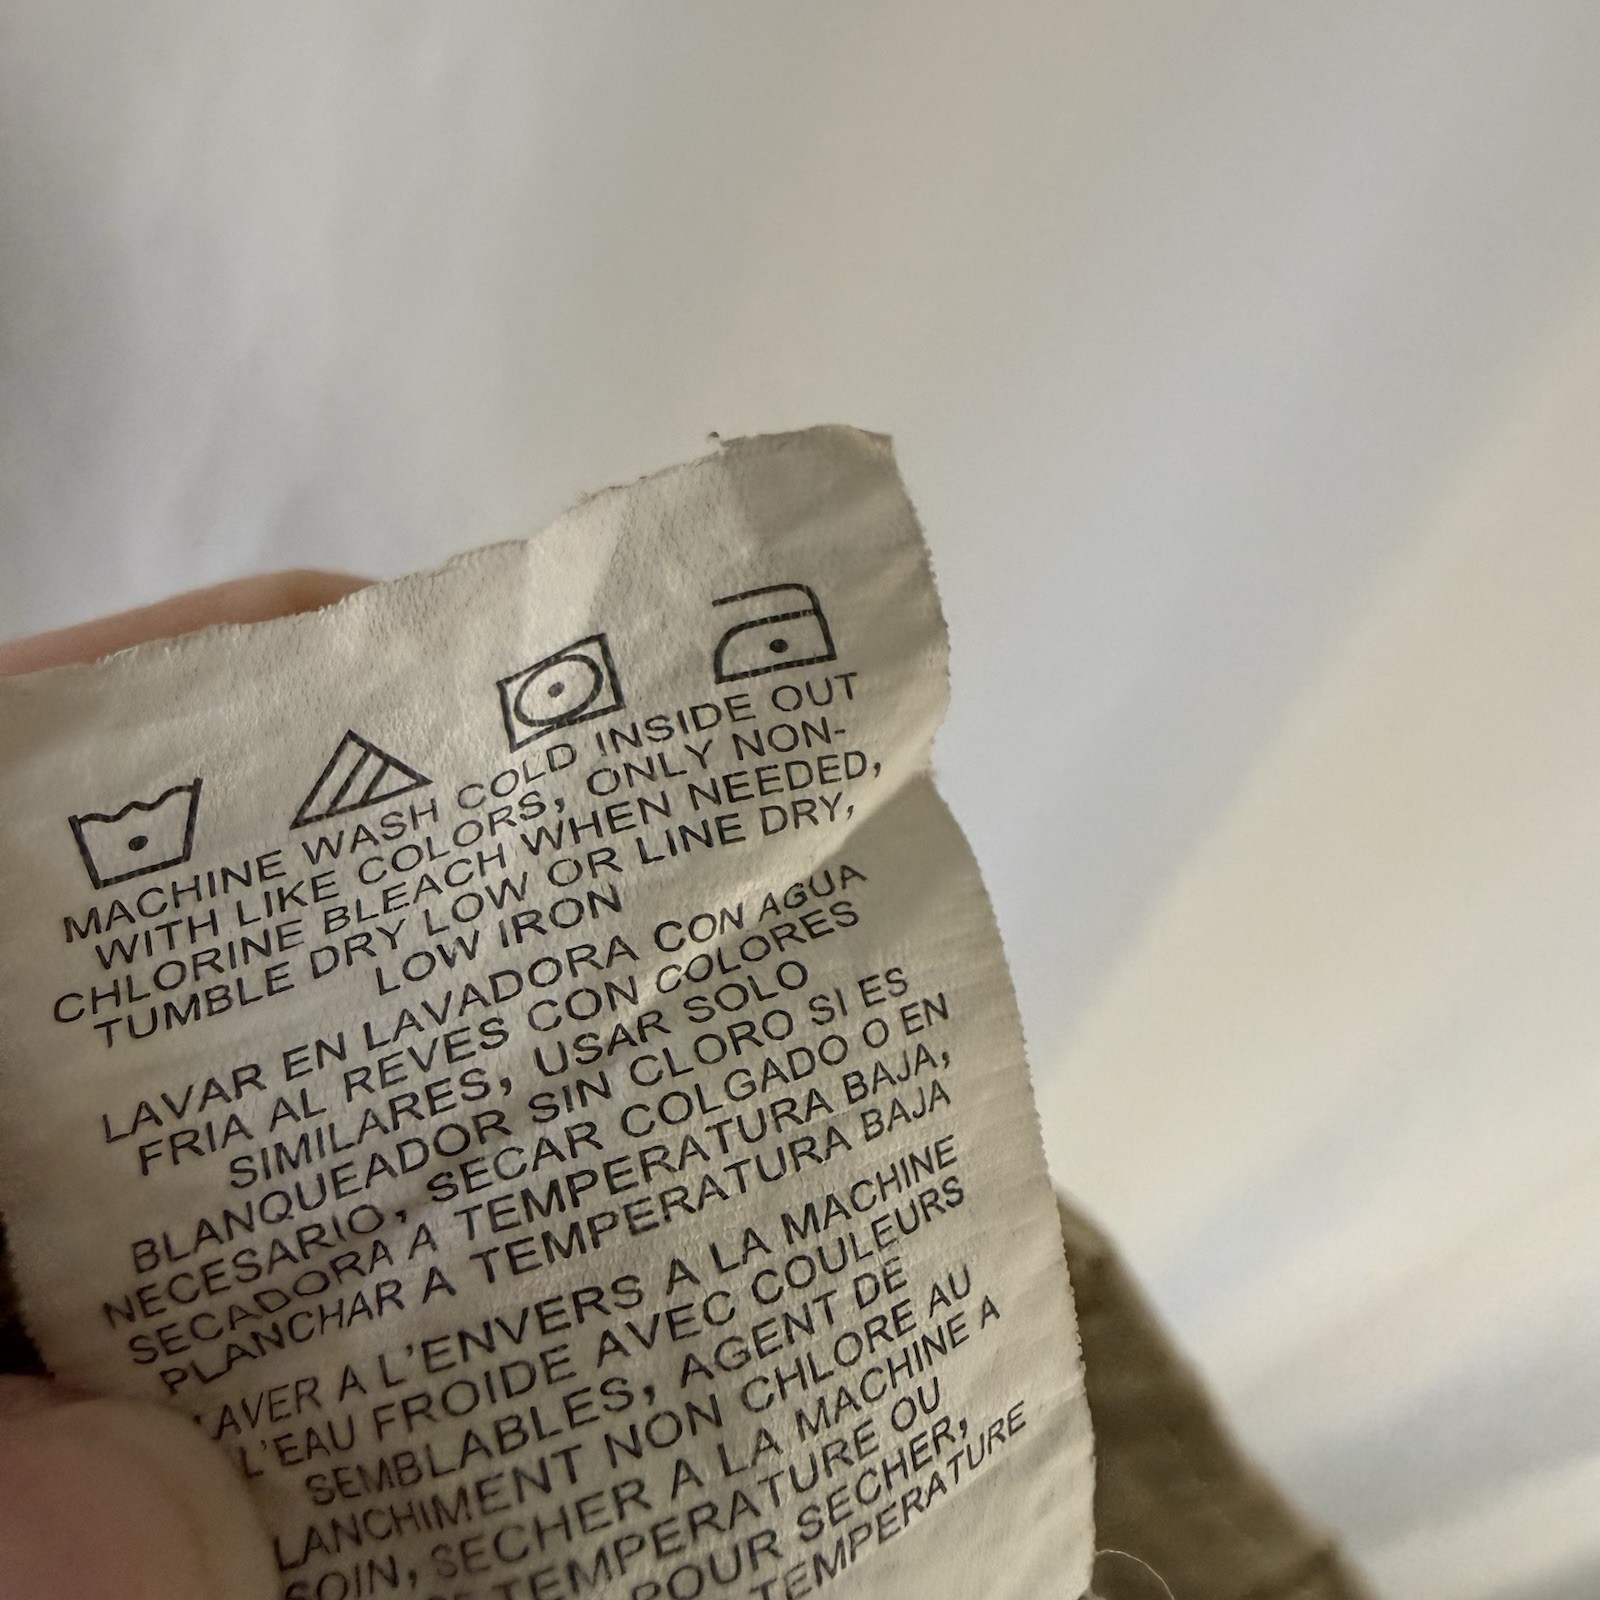 MACHINE WASH COLD INSIDE OUT
WITH LIKE COLORS, ONLY NON-
CHLORINE BLEACH WHEN NEEDED,
TUMBLE DRY LOW OR LINE DRY,
LOW IRON
LAVAR EN LAVADORA CON AGUA
FRIA AL REVES CON COLORES
SIMILARES, USAR SOLO
BLANQUEADOR SIN CLORO SI ES
NECESARIO, SECAR COLGADO O EN
SECADORA A TEMPERATURA BAJA,
PLANCHAR A TEMPERATURA BAJA
LAVER A L'ENVERS A LA MACHINE
L'EAU FROIDE AVEC COULEURS
SEMBLABLES, AGENT DE
LANCHIMENT NON CHLORE AU
SOIN, SECHER A LA MACHINE A
TEMPERATURE OU
POUR SECHER,
TEMPERATURE